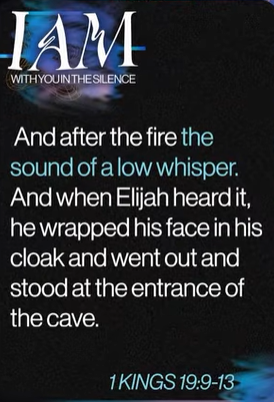 I AM
WITH YOU IN THE SILENCE
And after the fire the
sound of a low whisper.
And when Elijah heard it,
he wrapped his face in his
cloak and went out and
stood at the entrance of
the cave.
1 KINGS 19:9-13